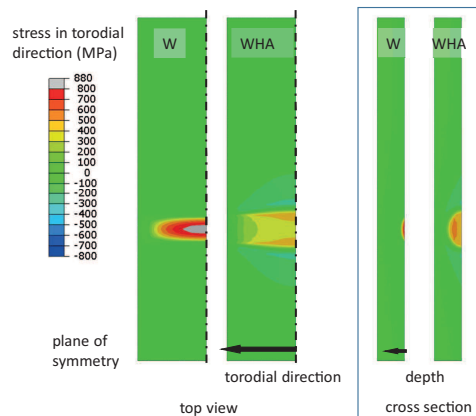 stress in torodial
direction (MPa)
W
WHA
W
WHA
880
800
700
600
500
400
300
200
100
0
-100
-200
-300
-400
-500
-600
-700
-800
plane of
symmetry
torodial direction
top view
depth
cross section